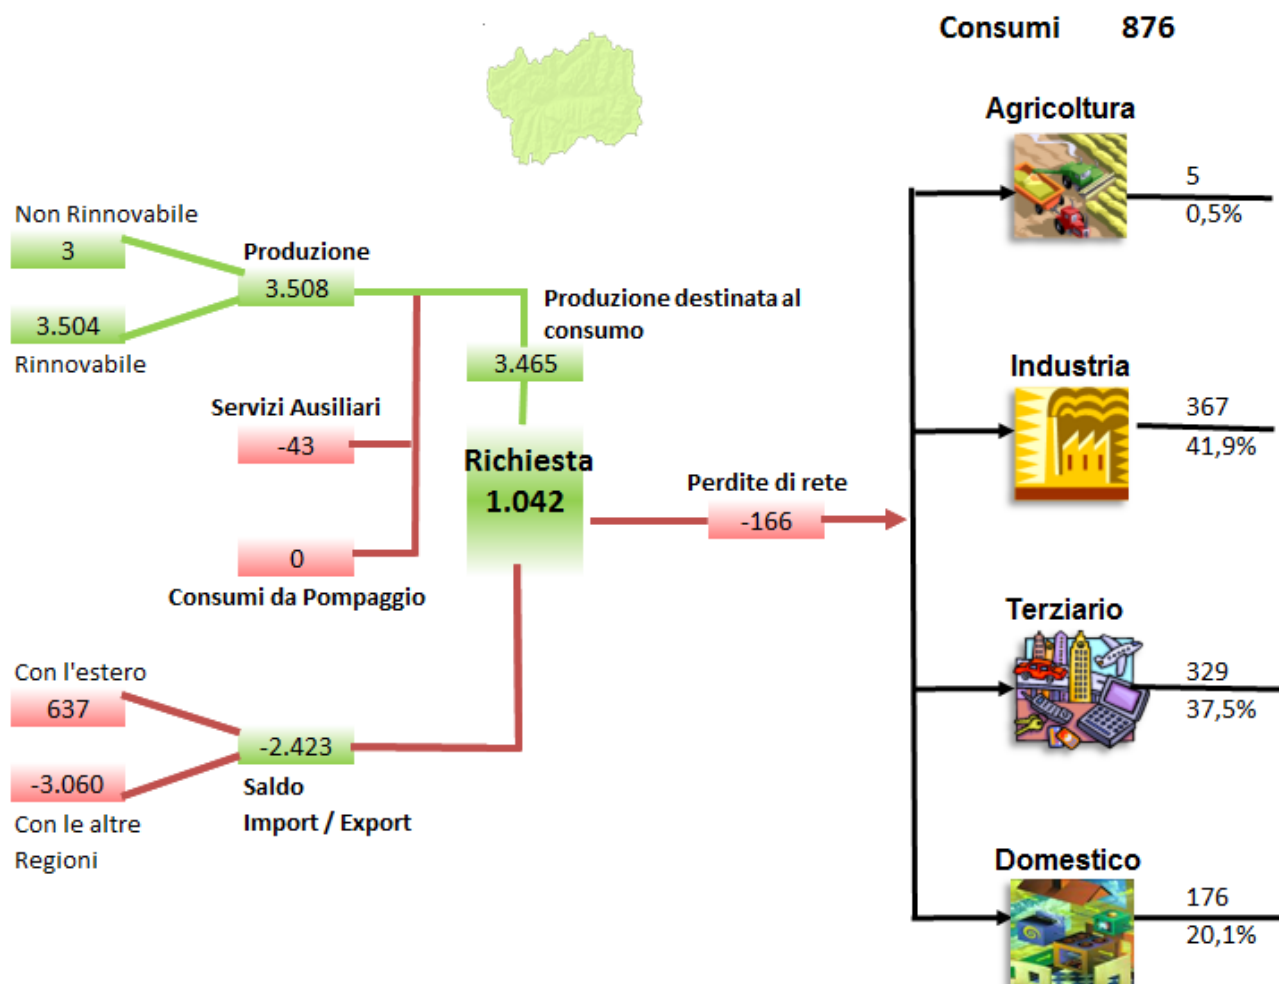 Consumi 876
Agricoltura
5
0,5%
Non Rinnovabile
3
Produzione
3.508
3.504
Rinnovabile
Produzione destinata al
consumo
3.465
Servizi Ausiliari
-43
Richiesta
1.042
0
Consumi da Pompaggio
Perdite di rete
-166
Industria
367
41,9%
Con l'estero
637
-2.423
-3.060
Con le altre
Regioni
Saldo
Import / Export
Terziario
329
37,5%
Domestico
176
20,1%